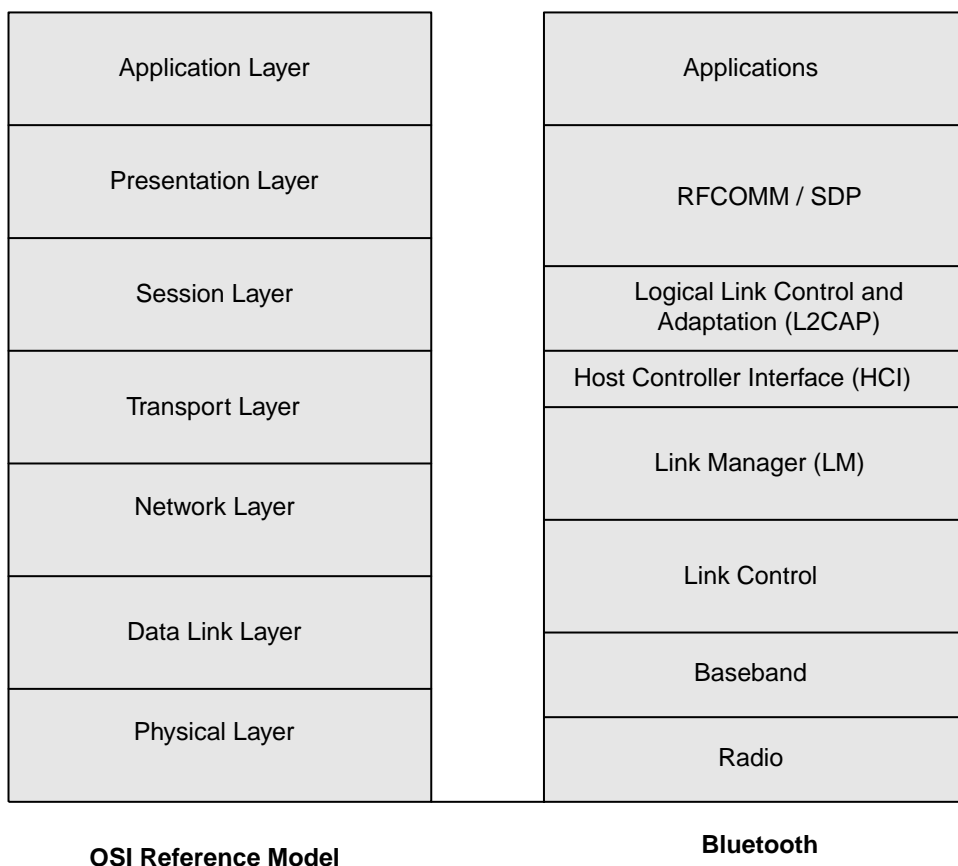 Application Layer
Presentation Layer
Session Layer
Transport Layer
Network Layer
Data Link Layer
Physical Layer
OSI Reference Model
Applications
RFCOMM / SDP
Logical Link Control and
Adaptation (L2CAP)
Host Controller Interface (HCI)
Link Manager (LM)
Link Control
Baseband
Radio
Bluetooth